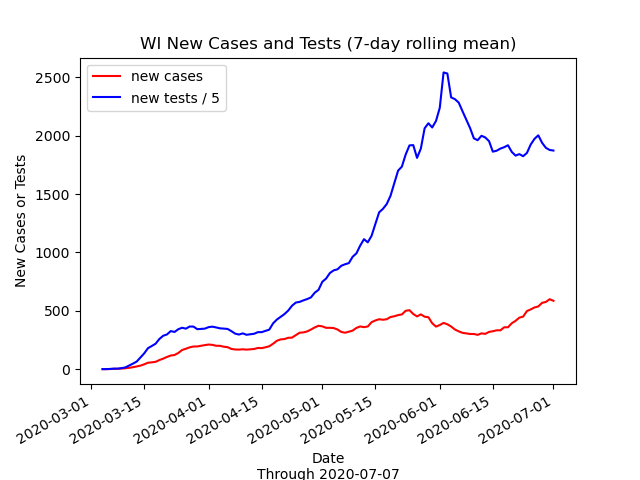 WI New Cases and Tests (7-day rolling mean)
new cases
new tests / 5
New Cases or Tests
2500
2000
1500
1000
500
0
2020-03-01
2020-03-15
2020-04-01
2020-04-15
2020-05-01
2020-05-15
2020-06-01
2020-06-15
2020-07-01
Date
Through 2020-07-07